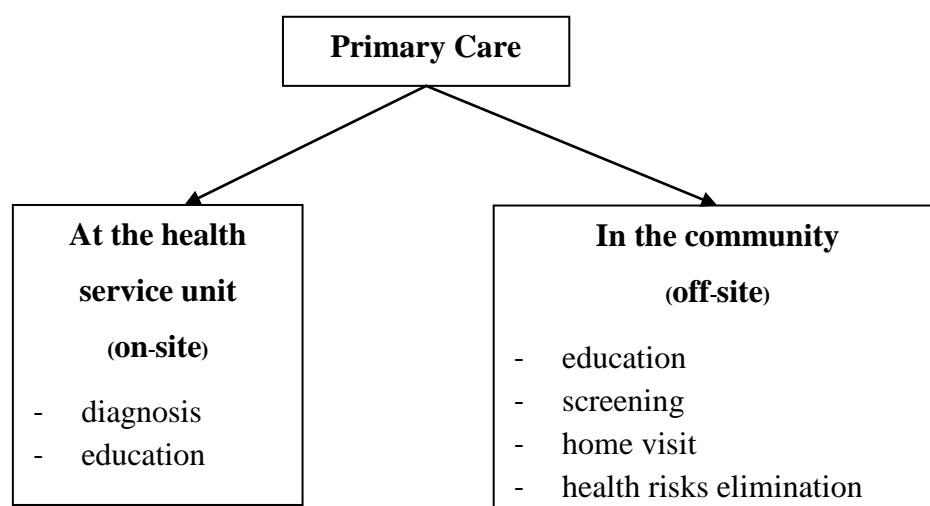 Primary Care
At the health
service unit
(on-site)
- diagnosis
- education
In the community
(off-site)
- education
- screening
- home visit
- health risks elimination